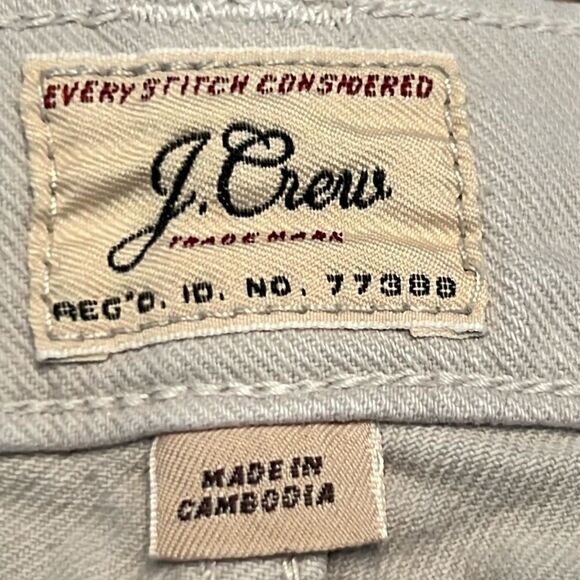 EVERY STITCH CONSIDERED
J.Crew
TRADE MARK
REG'D. ID. NO. 77388
MADE IN
CAMBODIA